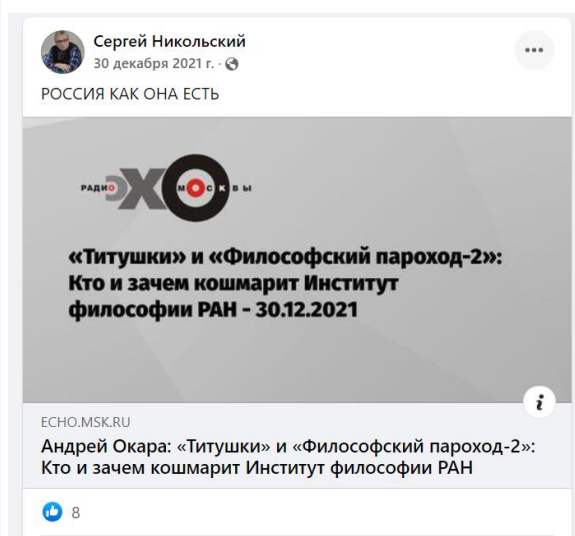 Сергей Никольский
30 декабря 2021 г. ·
РОССИЯ КАК ОНА ЕСТЬ
РАДИО ЭХО МОСКВЫ
«Титушки» и «Философский пароход-2»:
Кто и зачем кошмарит Институт
философии РАН - 30.12.2021
ECHO.MSK.RU
Андрей Окара: «Титушки» и «Философский пароход-2»:
Кто и зачем кошмарит Институт философии РАН
8